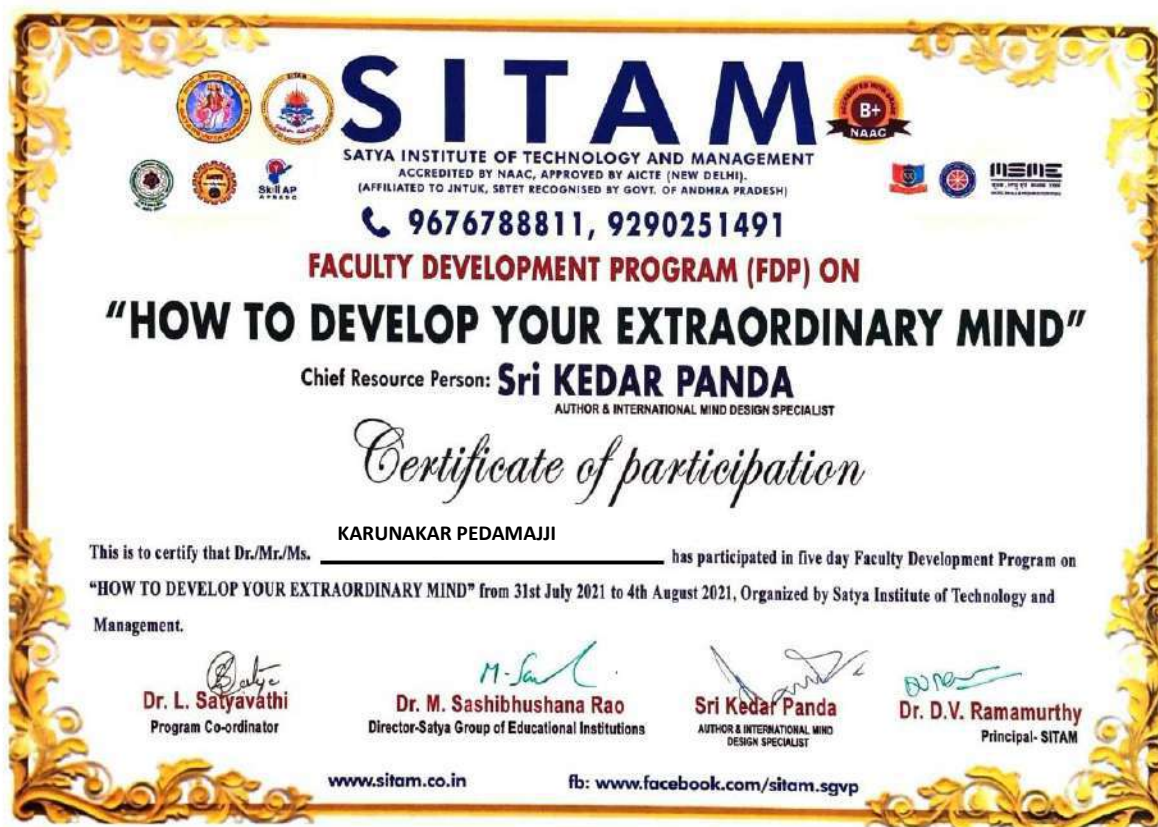 SITAM
SITAM
B+
NAAC
SATYA INSTITUTE OF TECHNOLOGY AND MANAGEMENT
ACCREDITED BY NAAC, APPROVED BY AICTE (NEW DELHI).
(AFFILIATED TO JNTUK, SBTET RECOGNISED BY GOVT. OF ANDHRA PRADESH)
Skill AP
APSSDC
MSME
9676788811, 9290251491
FACULTY DEVELOPMENT PROGRAM (FDP) ON
"HOW TO DEVELOP YOUR EXTRAORDINARY MIND"
Chief Resource Person: Sri KEDAR PANDA
AUTHOR & INTERNATIONAL MIND DESIGN SPECIALIST
Certificate of participation
KARUNAKAR PEDAMAJJI
This is to certify that Dr./Mr./Ms. has participated in five day Faculty Development Program on
"HOW TO DEVELOP YOUR EXTRAORDINARY MIND" from 31st July 2021 to 4th August 2021, Organized by Satya Institute of Technology and
Management.
Dr. L. Satyavathi
Program Co-ordinator
Dr. M. Sashibhushana Rao
Director-Satya Group of Educational Institutions
Sri Kedar Panda
AUTHOR & INTERNATIONAL MIND
DESIGN SPECIALIST
Dr. D.V. Ramamurthy
Principal- SITAM
www.sitam.co.in
fb: www.facebook.com/sitam.sgvp